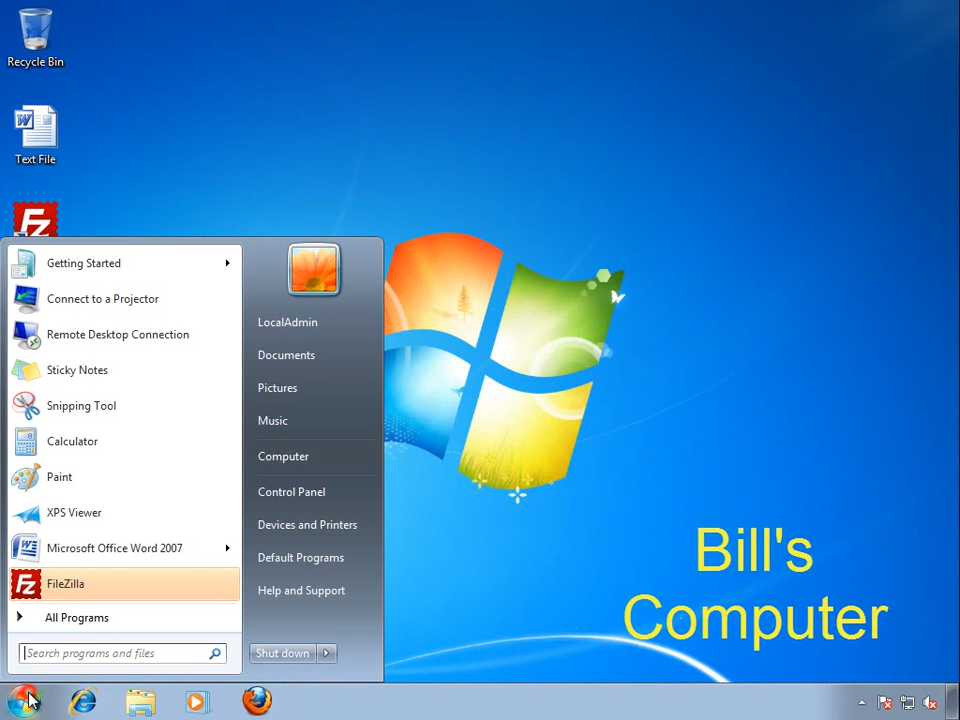 Recycle Bin
Text File
Fz
Getting Started
Connect to a Projector
Remote Desktop Connection
Sticky Notes
Snipping Tool
Calculator
Paint
XPS Viewer
Microsoft Office Word 2007
Fz FileZilla
All Programs
Search programs and files
LocalAdmin
Documents
Pictures
Music
Computer
Control Panel
Devices and Printers
Default Programs
Help and Support
Shut down
Bill's
Computer